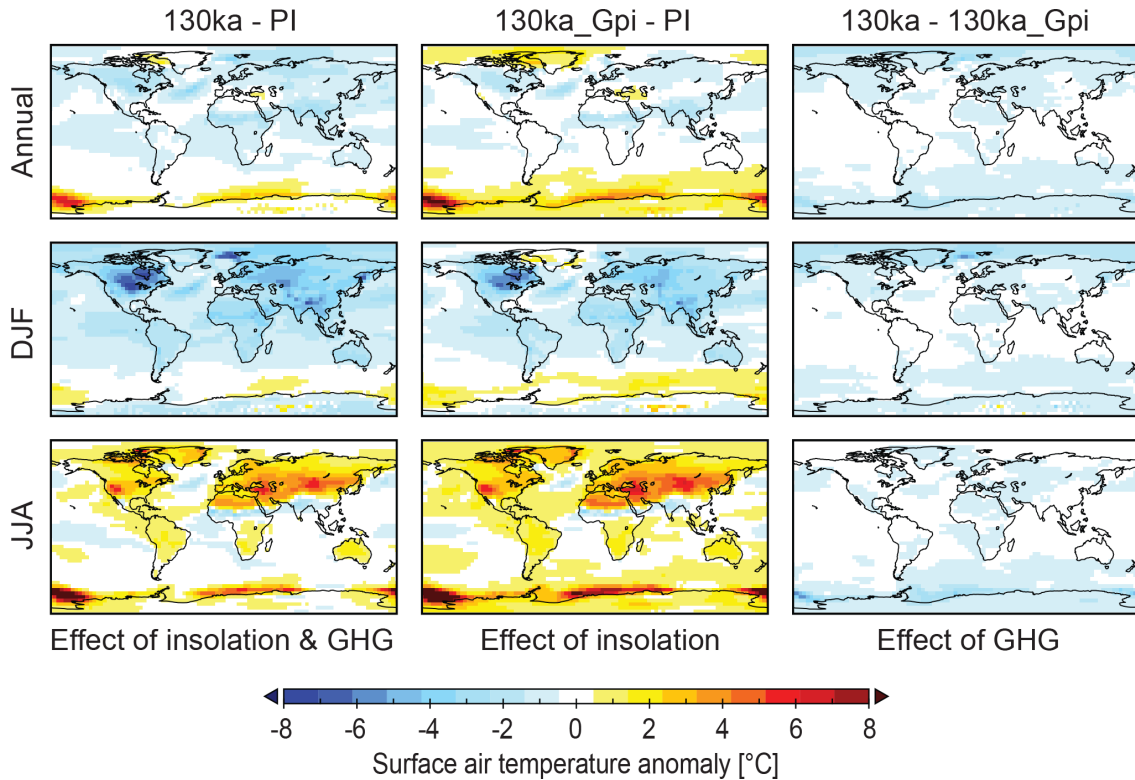 130ka - PI 130ka_Gpi - PI 130ka - 130ka_Gpi
Annual
DJF
JJA
Effect of insolation & GHG Effect of insolation Effect of GHG
-8 -6 -4 -2 0 2 4 6 8
Surface air temperature anomaly [°C]